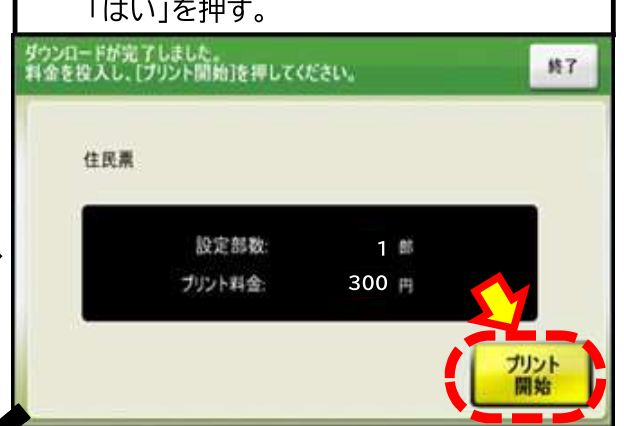 「はい」を押す。
ダウンロードが完了しました。
料金を投入し、[プリント開始]を押してください。
終了
住民票
設定部数: 1 部
プリント料金: 300 円
プリント
開始